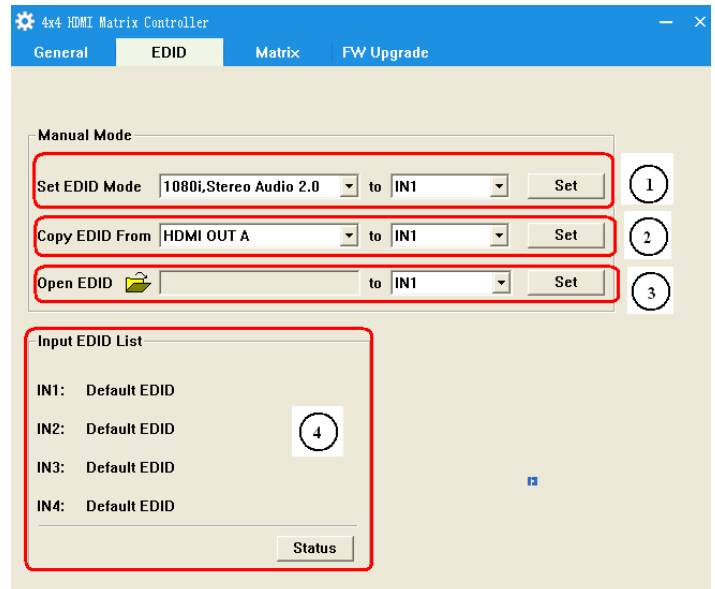 4x4 HDMI Matrix Controller
General EDID Matrix FW Upgrade
Manual Mode
Set EDID Mode 1080i,Stereo Audio 2.0 to IN1 Set 1
Copy EDID From HDMI OUT A to IN1 Set 2
Open EDID to IN1 Set 3
Input EDID List
IN1: Default EDID
IN2: Default EDID
4
IN3: Default EDID
IN4: Default EDID
Status